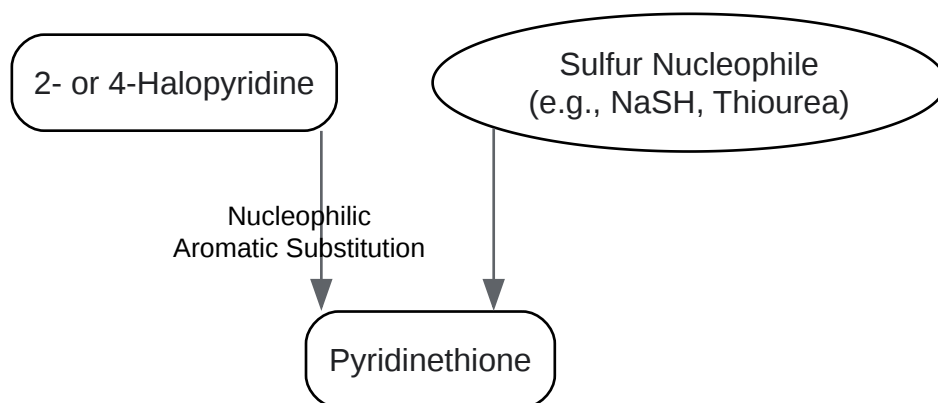 2- or 4-Halopyridine
Sulfur Nucleophile
(e.g., NaSH, Thiourea)
Nucleophilic
Aromatic Substitution
Pyridinethione